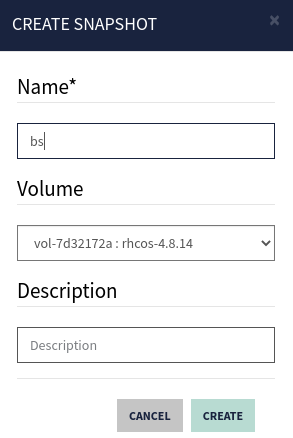 CREATE SNAPSHOT
×
Name*
bs
Volume
vol-7d32172a : rhcos-4.8.14
Description
Description
CANCEL
CREATE